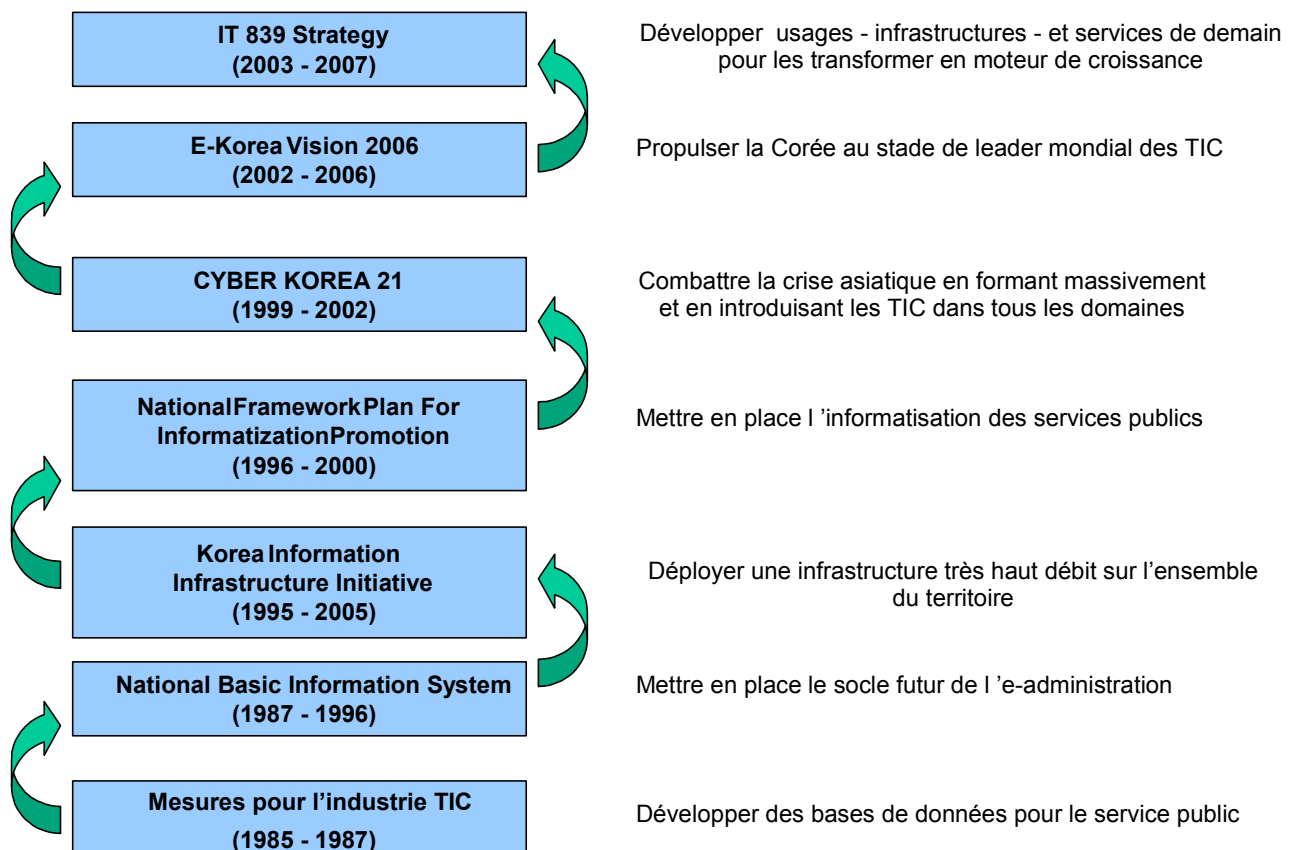 IT 839 Strategy
(2003 - 2007)
Développer usages - infrastructures - et services de demain
pour les transformer en moteur de croissance
E-Korea Vision 2006
(2002 - 2006)
Propulser la Corée au stade de leader mondial des TIC
CYBER KOREA 21
(1999 - 2002)
Combattre la crise asiatique en formant massivement
et en introduisant les TIC dans tous les domaines
NationalFrameworkPlan For
InformatizationPromotion
(1996 - 2000)
Mettre en place l ’informatisation des services publics
Korea Information
Infrastructure Initiative
(1995 - 2005)
Déployer une infrastructure très haut débit sur l’ensemble
du territoire
National Basic Information System
(1987 - 1996)
Mettre en place le socle futur de l ’e-administration
Mesures pour l’industrie TIC
(1985 - 1987)
Développer des bases de données pour le service public